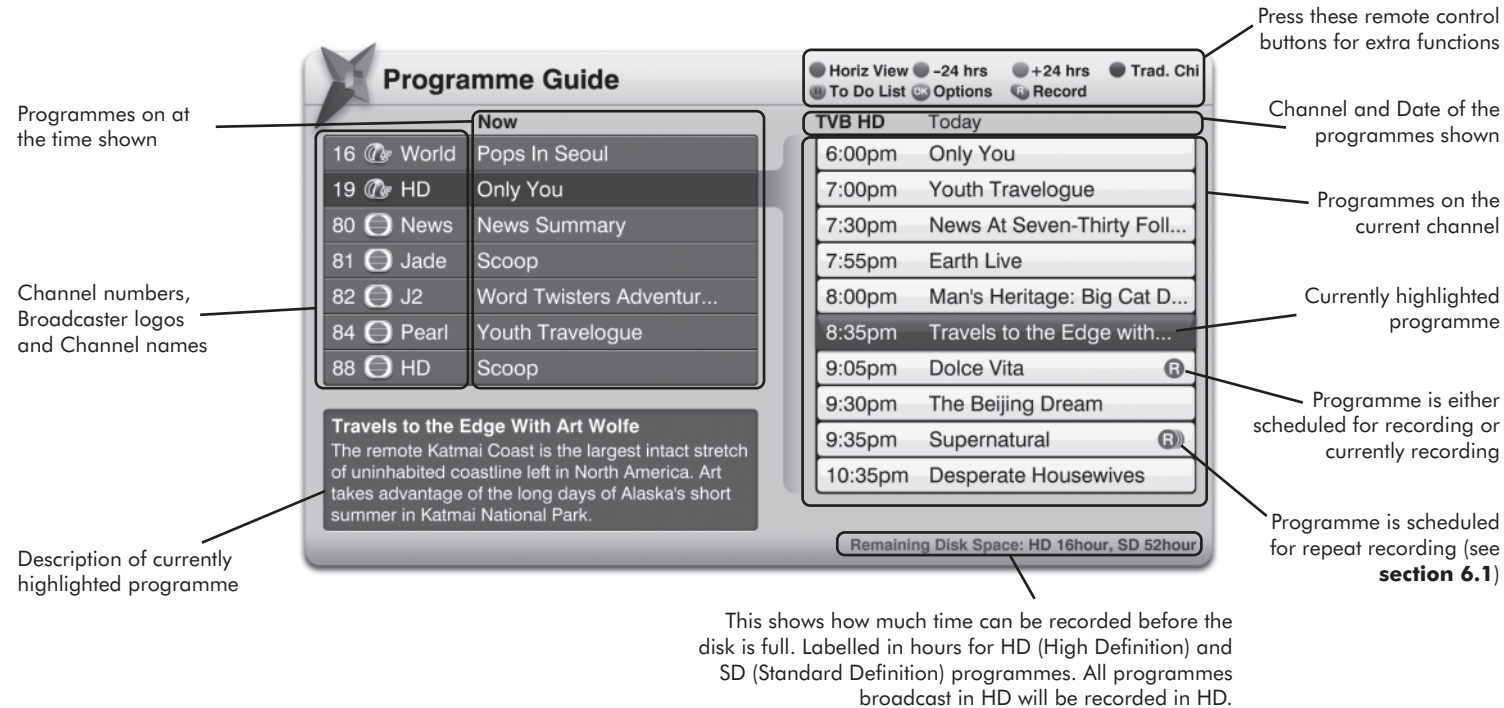 Press these remote control
buttons for extra functions
Programme Guide
Horiz View -24 hrs +24 hrs Trad. Chi
To Do List OK Options R Record
Programmes on at
the time shown
Now
TVB HD Today
Channel and Date of the
programmes shown
16 World Pops In Seoul
19 HD Only You
80 News News Summary
81 Jade Scoop
82 J2 Word Twisters Adventur...
84 Pearl Youth Travelogue
88 HD Scoop
6:00pm Only You
7:00pm Youth Travelogue
7:30pm News At Seven-Thirty Foll...
7:55pm Earth Live
8:00pm Man's Heritage: Big Cat D...
8:35pm Travels to the Edge with...
9:05pm Dolce Vita R
9:30pm The Beijing Dream
9:35pm Supernatural R
10:35pm Desperate Housewives
Programmes on the
current channel
Channel numbers,
Broadcaster logos
and Channel names
Currently highlighted
programme
Programme is either
scheduled for recording or
currently recording
Travels to the Edge With Art Wolfe
The remote Katmai Coast is the largest intact stretch
of uninhabited coastline left in North America. Art
takes advantage of the long days of Alaska's short
summer in Katmai National Park.
Programme is scheduled
for repeat recording (see
section 6.1)
Description of currently
highlighted programme
Remaining Disk Space: HD 16hour, SD 52hour
This shows how much time can be recorded before the
disk is full. Labelled in hours for HD (High Definition) and
SD (Standard Definition) programmes. All programmes
broadcast in HD will be recorded in HD.